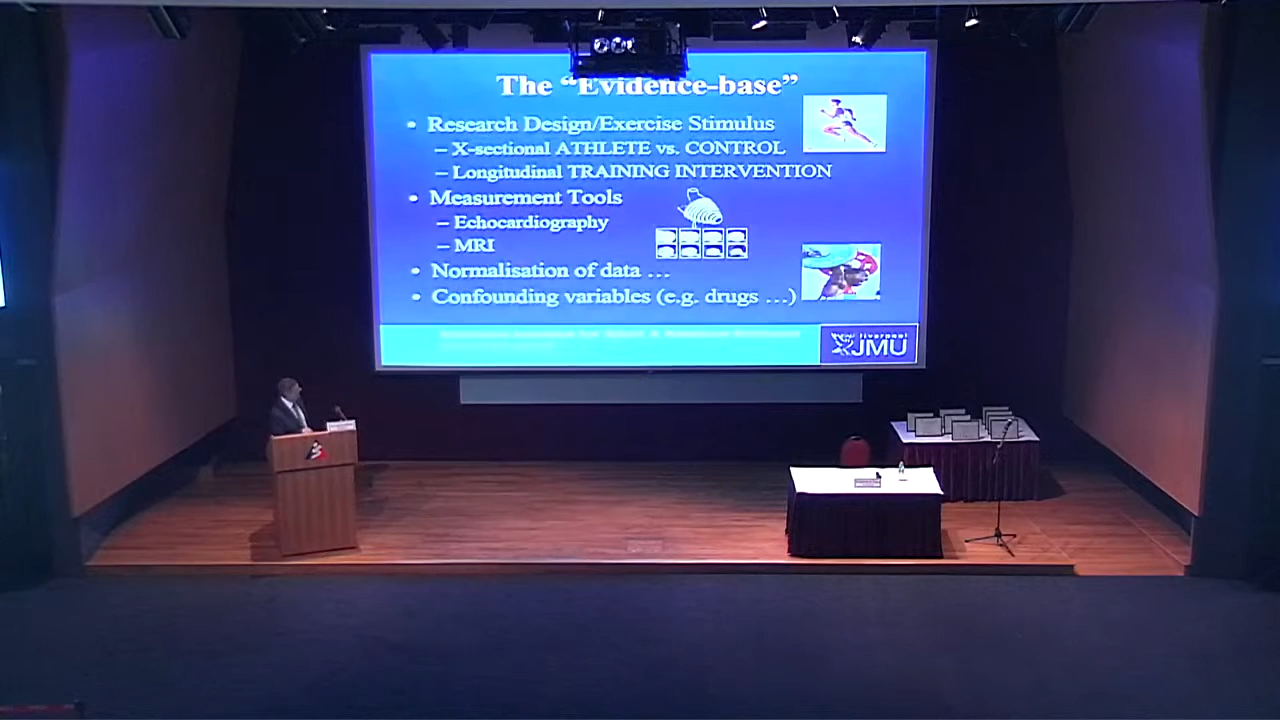 The “Evidence-base”
• Research Design/Exercise Stimulus
– X-sectional ATHLETE vs. CONTROL
– Longitudinal TRAINING INTERVENTION
• Measurement Tools
– Echocardiography
– MRI
• Normalisation of data …
• Confounding variables (e.g. drugs …)
liverpool
JMU